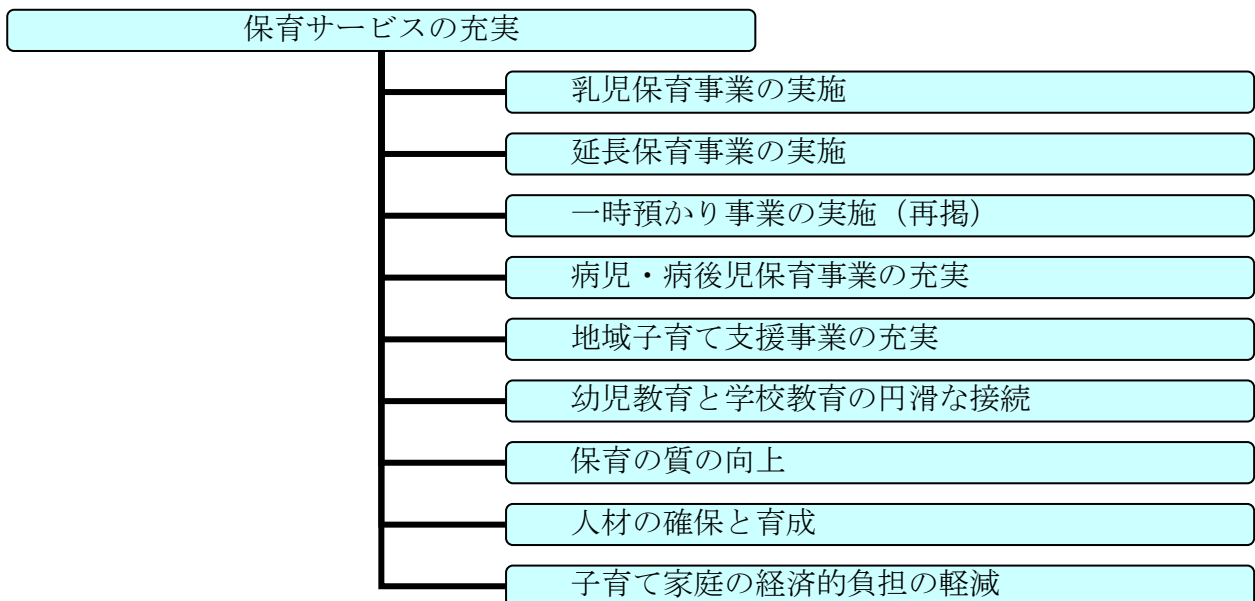 保育サービスの充実
乳児保育事業の実施
延長保育事業の実施
一時預かり事業の実施（再掲）
病児・病後児保育事業の充実
地域子育て支援事業の充実
幼児教育と学校教育の円滑な接続
保育の質の向上
人材の確保と育成
子育て家庭の経済的負担の軽減